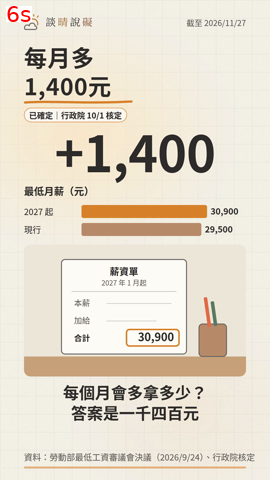 6s
談晴說礙
截至 2026/11/27
每月多
1,400元
已確定｜行政院 10/1 核定
+1,400
最低月薪（元）
2027 起
30,900
現行
29,500
薪資單
2027 年 1 月起
本薪
加給
合計
30,900
每個月會多拿多少？
答案是一千四百元
資料：勞動部最低工資審議會決議（2026/9/24）、行政院核定